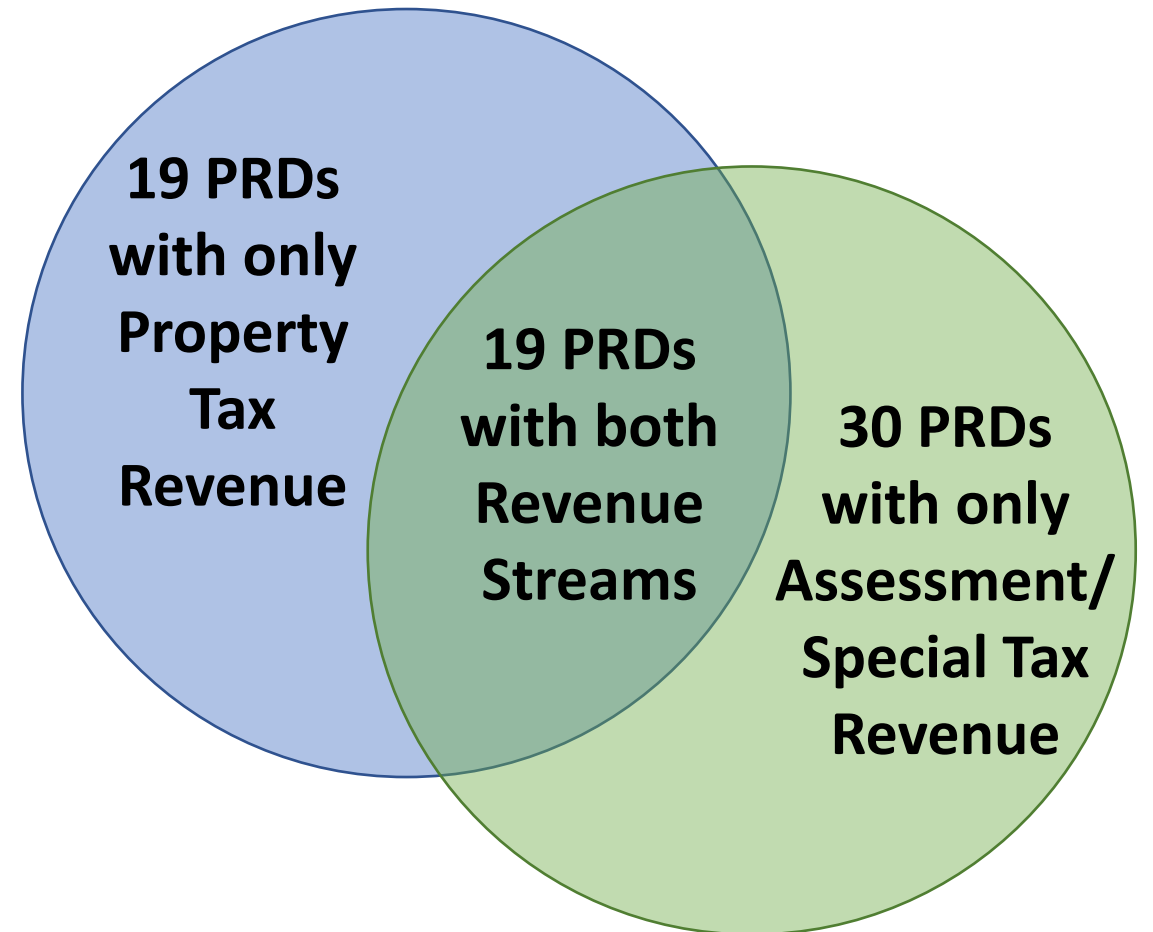 19 PRDs
with only
Property
Tax
Revenue
19 PRDs
with both
Revenue
Streams
30 PRDs
with only
Assessment/
Special Tax
Revenue